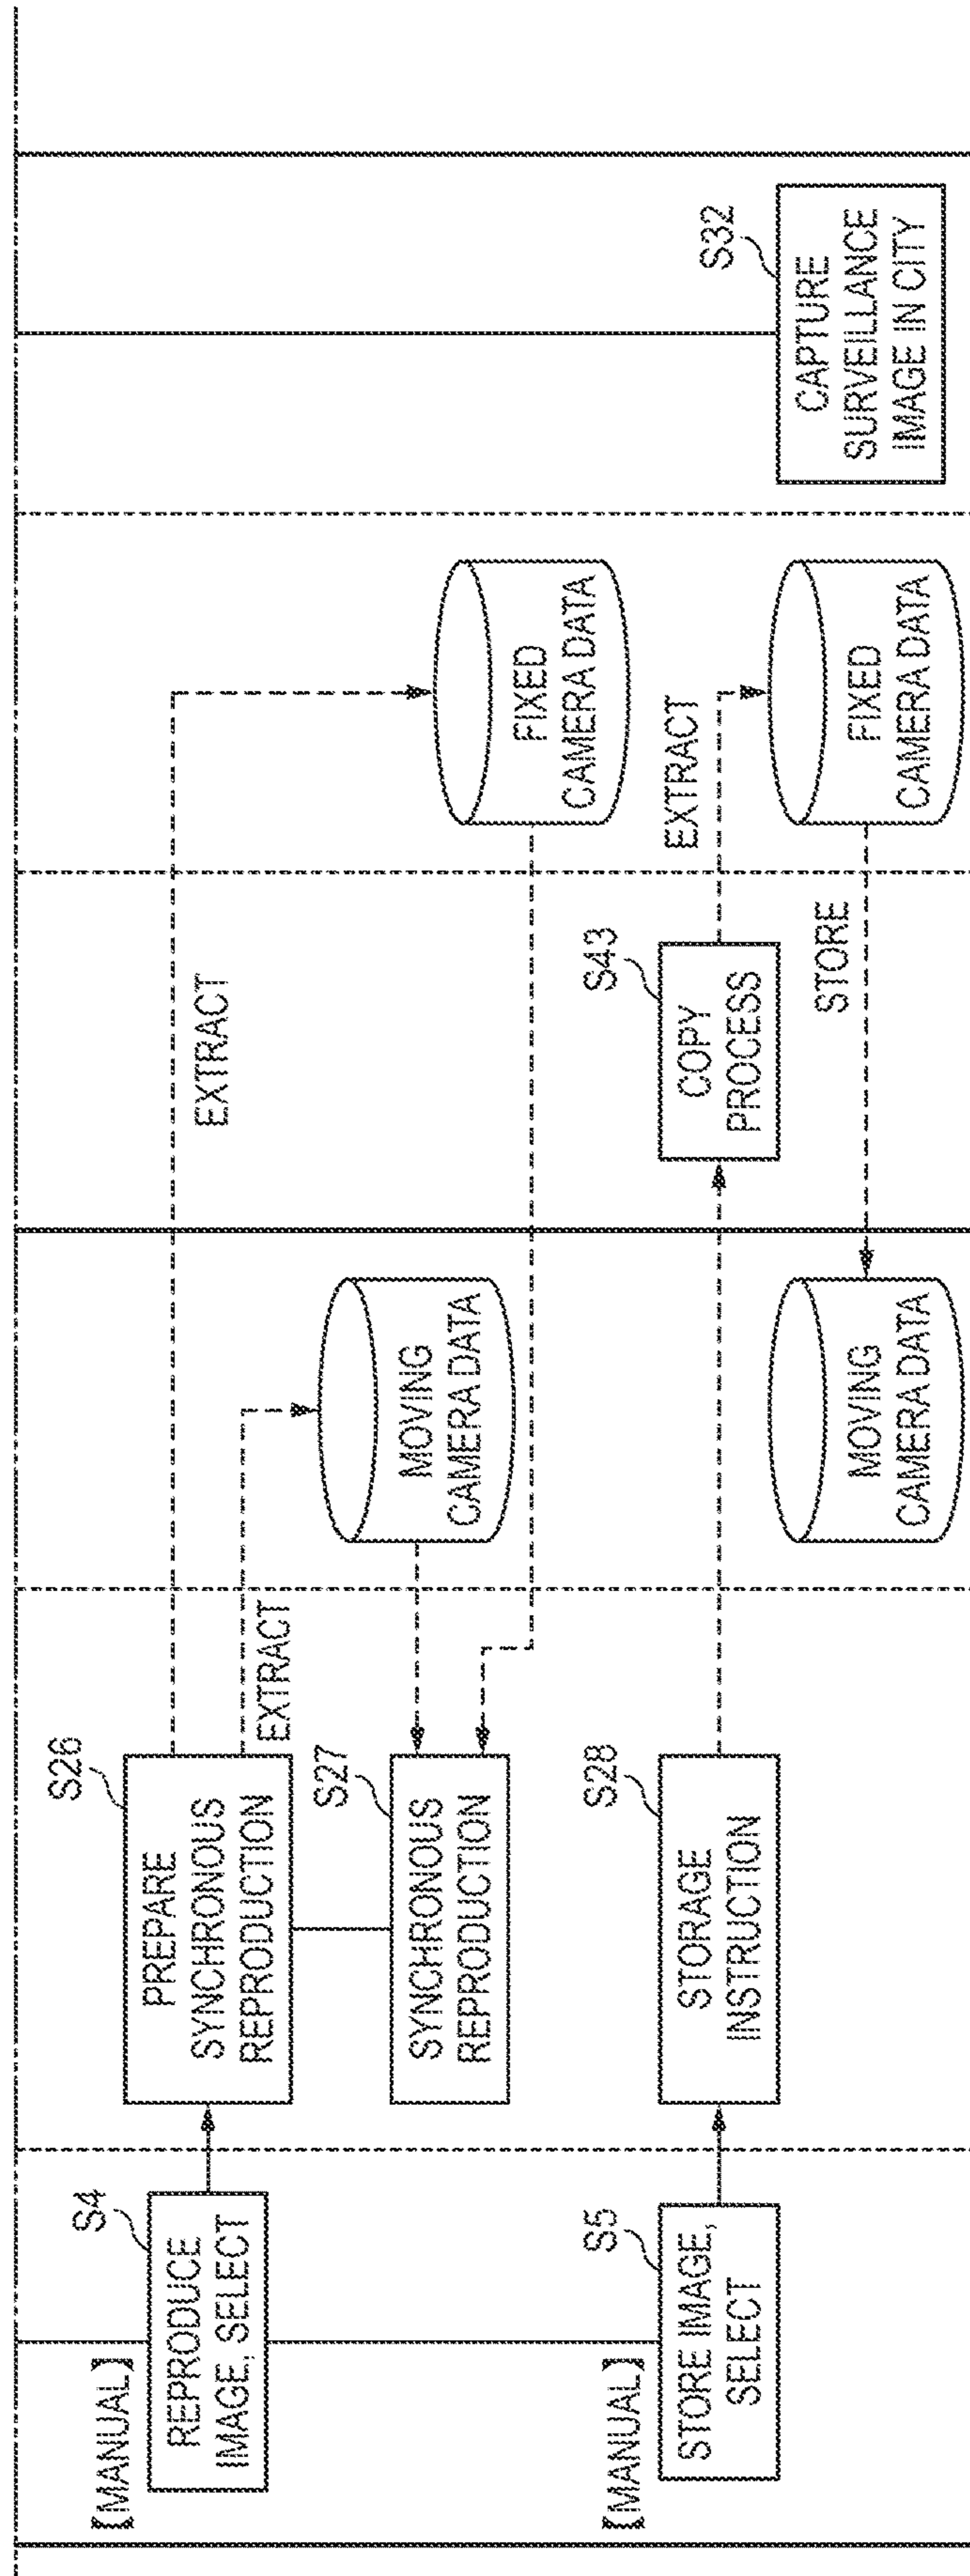 【MANUAL】
S4
REPRODUCE
IMAGE, SELECT
S26
PREPARE
SYNCHRONOUS
REPRODUCTION
EXTRACT
EXTRACT
S27
SYNCHRONOUS
REPRODUCTION
MOVING
CAMERA DATA
FIXED
CAMERA DATA
【MANUAL】
S5
STORE IMAGE,
SELECT
S28
STORAGE
INSTRUCTION
S43
COPY
PROCESS
EXTRACT
STORE
MOVING
CAMERA DATA
FIXED
CAMERA DATA
S32
CAPTURE
SURVEILLANCE
IMAGE IN CITY